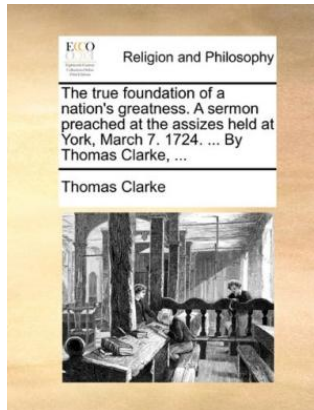 ECCO
Religion and Philosophy
The true foundation of a
nation's greatness. A sermon
preached at the assizes held at
York, March 7. 1724. ... By
Thomas Clarke, ...
Thomas Clarke